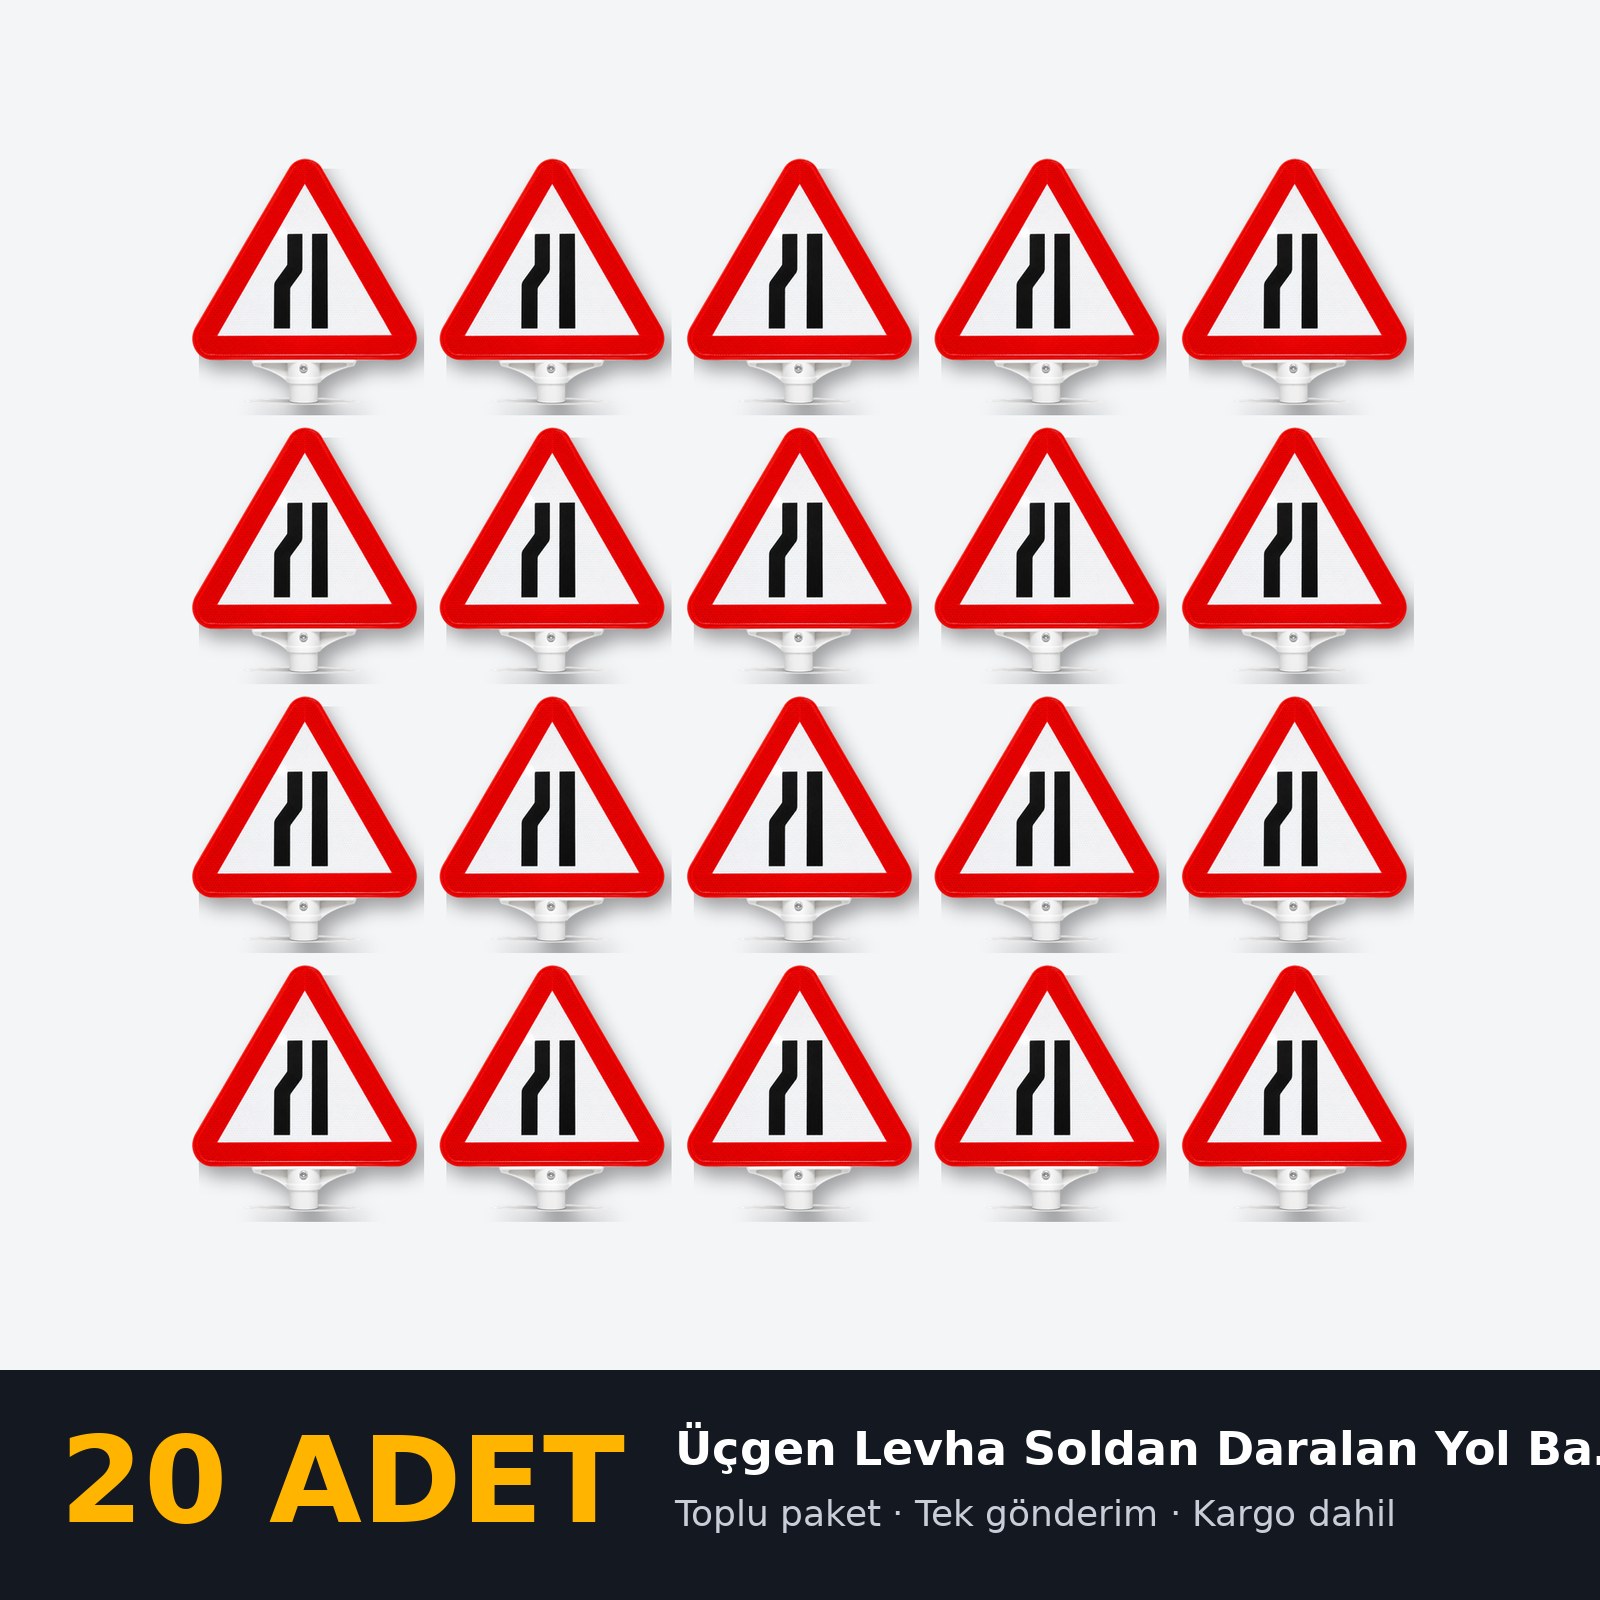 20 ADET
Üçgen Levha Soldan Daralan Yol Ba.
Toplu paket · Tek gönderim · Kargo dahil